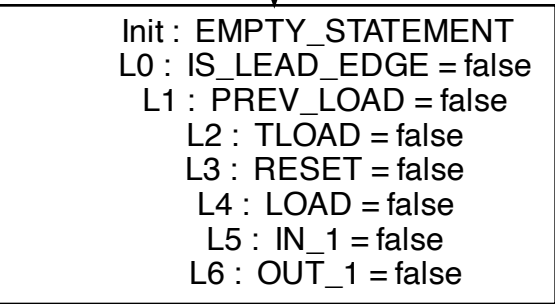 Init : EMPTY_STATEMENT
L0 : IS_LEAD_EDGE = false
L1 : PREV_LOAD = false
L2 : TLOAD = false
L3 : RESET = false
L4 : LOAD = false
L5 : IN_1 = false
L6 : OUT_1 = false